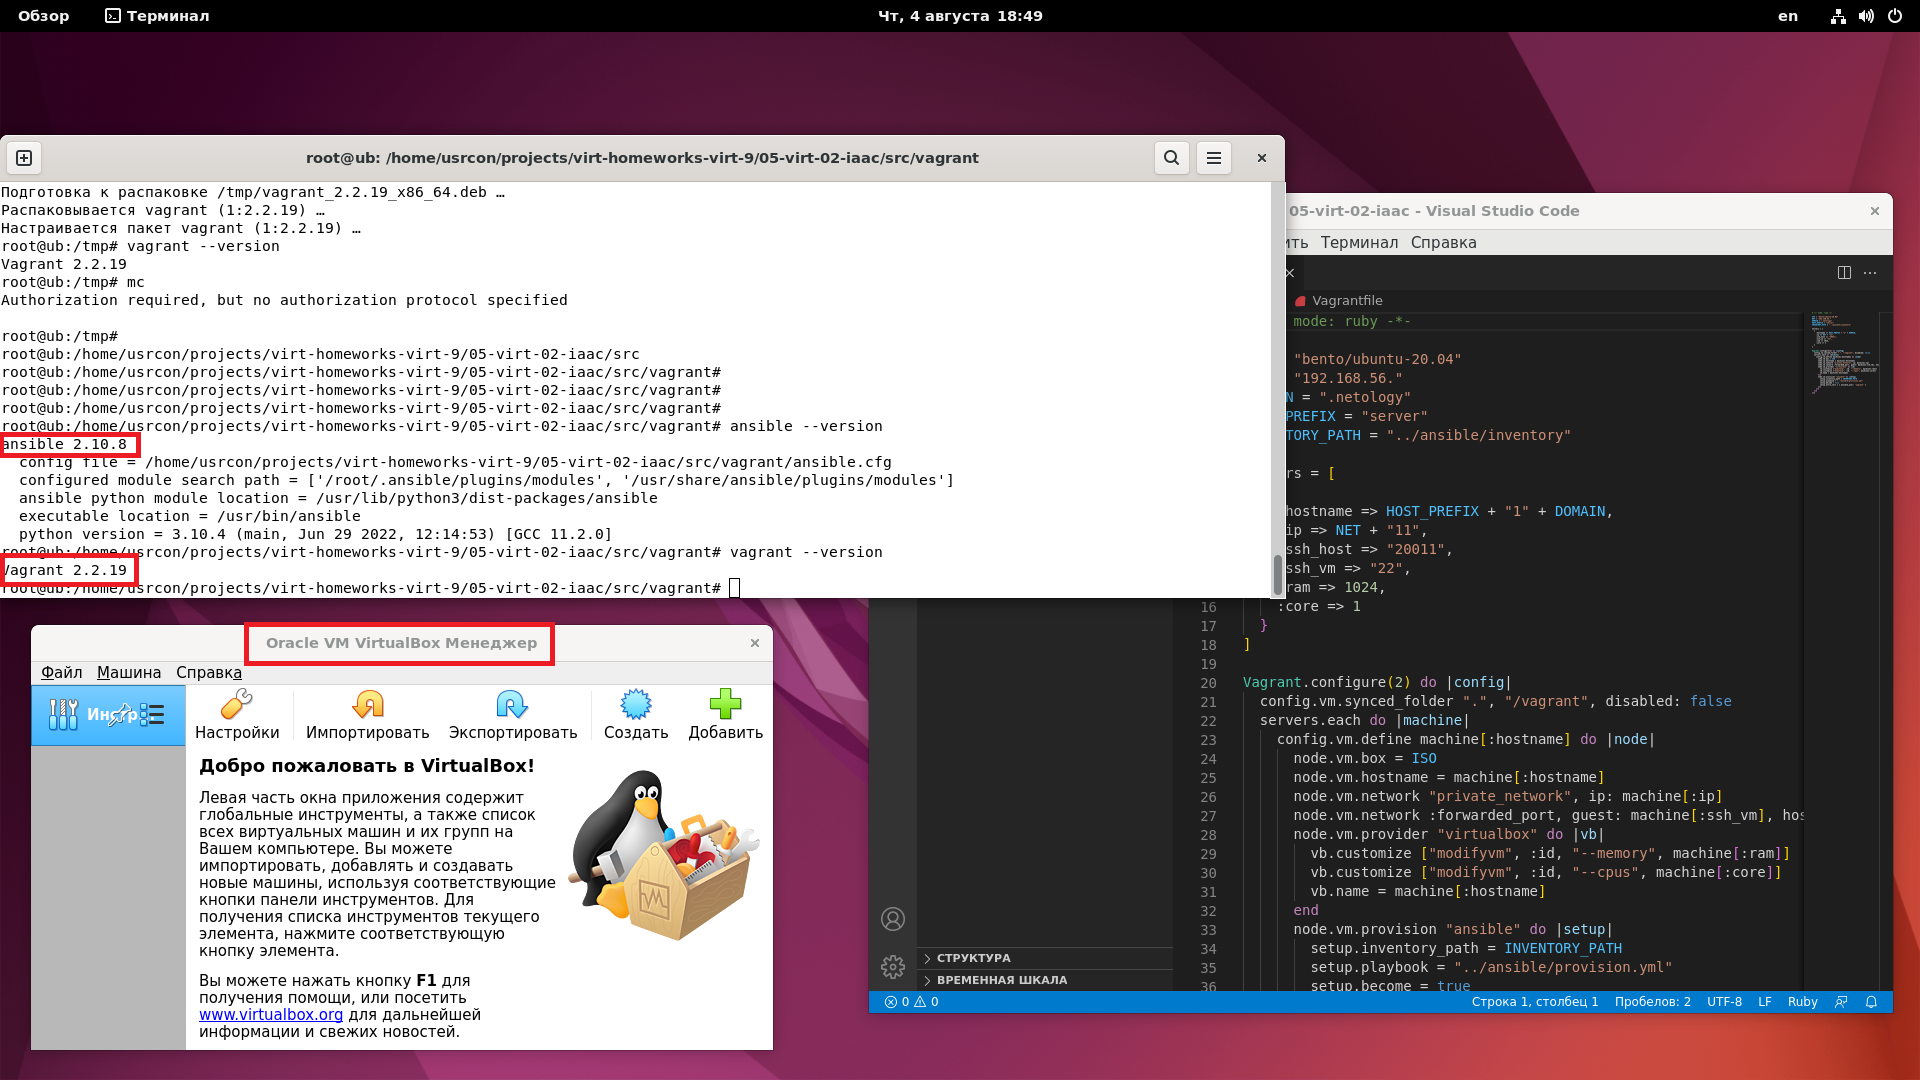 Обзор
Терминал
Чт, 4 августа 18:49
en
root@ub: /home/usrcon/projects/virt-homeworks-virt-9/05-virt-02-iaac/src/vagrant
Подготовка к распаковке /tmp/vagrant_2.2.19_x86_64.deb …
Распаковывается vagrant (1:2.2.19) …
Настраивается пакет vagrant (1:2.2.19) …
root@ub:/tmp# vagrant --version
Vagrant 2.2.19
root@ub:/tmp# mc
Authorization required, but no authorization protocol specified
root@ub:/tmp#
root@ub:/home/usrcon/projects/virt-homeworks-virt-9/05-virt-02-iaac/src
root@ub:/home/usrcon/projects/virt-homeworks-virt-9/05-virt-02-iaac/src/vagrant#
root@ub:/home/usrcon/projects/virt-homeworks-virt-9/05-virt-02-iaac/src/vagrant#
root@ub:/home/usrcon/projects/virt-homeworks-virt-9/05-virt-02-iaac/src/vagrant#
root@ub:/home/usrcon/projects/virt-homeworks-virt-9/05-virt-02-iaac/src/vagrant# ansible --version
ansible 2.10.8
config file = /home/usrcon/projects/virt-homeworks-virt-9/05-virt-02-iaac/src/vagrant/ansible.cfg
configured module search path = ['/root/.ansible/plugins/modules', '/usr/share/ansible/plugins/modules']
ansible python module location = /usr/lib/python3/dist-packages/ansible
executable location = /usr/bin/ansible
python version = 3.10.4 (main, Jun 29 2022, 12:14:53) [GCC 11.2.0]
root@ub:/home/usrcon/projects/virt-homeworks-virt-9/05-virt-02-iaac/src/vagrant# vagrant --version
Vagrant 2.2.19
root@ub:/home/usrcon/projects/virt-homeworks-virt-9/05-virt-02-iaac/src/vagrant#
05-virt-02-iaac - Visual Studio Code
ить Терминал Справка
Vagrantfile
mode: ruby -*-
"bento/ubuntu-20.04"
"192.168.56."
N = ".netology"
PREFIX = "server"
TORY_PATH = "../ansible/inventory"
rs = [
hostname => HOST_PREFIX + "1" + DOMAIN,
ip => NET + "11",
ssh_host => "20011",
ssh_vm => "22",
ram => 1024,
16 :core => 1
17 }
18 ]
19
20 Vagrant.configure(2) do |config|
21 config.vm.synced_folder ".", "/vagrant", disabled: false
22 servers.each do |machine|
23 config.vm.define machine[:hostname] do |node|
24 node.vm.box = ISO
25 node.vm.hostname = machine[:hostname]
26 node.vm.network "private_network", ip: machine[:ip]
27 node.vm.network :forwarded_port, guest: machine[:ssh_vm], hos
28 node.vm.provider "virtualbox" do |vb|
29 vb.customize ["modifyvm", :id, "--memory", machine[:ram]]
30 vb.customize ["modifyvm", :id, "--cpus", machine[:core]]
31 vb.name = machine[:hostname]
32 end
33 node.vm.provision "ansible" do |setup|
34 setup.inventory_path = INVENTORY_PATH
35 setup.playbook = "../ansible/provision.yml"
36 setup.become = true
СТРУКТУРА
ВРЕМЕННАЯ ШКАЛА
0 0
Строка 1, столбец 1 Пробелов: 2 UTF-8 LF Ruby
Oracle VM VirtualBox Менеджер
Файл Машина Справка
Инстр
Настройки Импортировать Экспортировать Создать Добавить
Добро пожаловать в VirtualBox!
Левая часть окна приложения содержит
глобальные инструменты, а также список
всех виртуальных машин и их групп на
Вашем компьютере. Вы можете
импортировать, добавлять и создавать
новые машины, используя соответствующие
кнопки панели инструментов. Для
получения списка инструментов текущего
элемента, нажмите соответствующую
кнопку элемента.
Вы можете нажать кнопку F1 для
получения помощи, или посетить
www.virtualbox.org для дальнейшей
информации и свежих новостей.